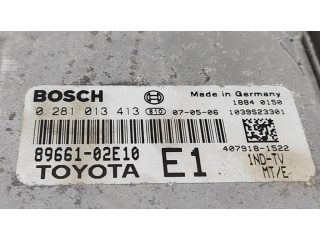 BOSCH
Made in Germany
1884 0150
0 281 013 413
07-05-06
1039S23301
89661-02E10
TOYOTA
E1
407918-1522
1ND-TV
MT/E